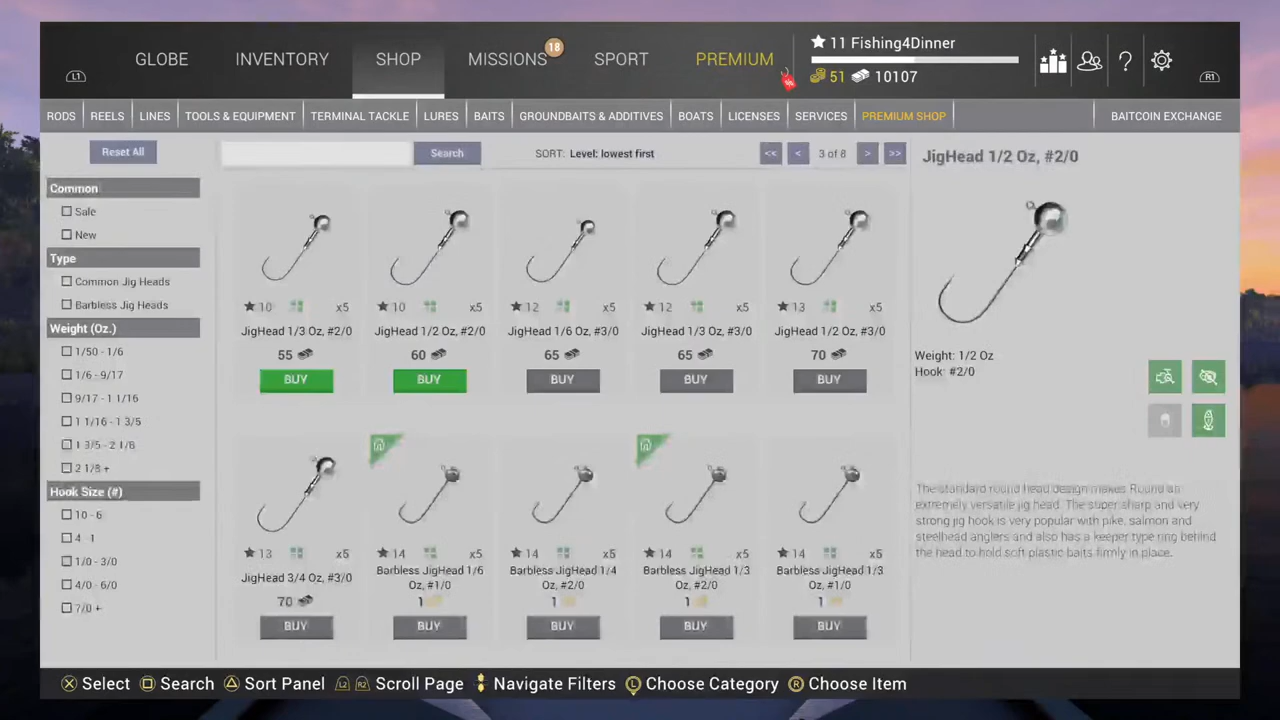 GLOBE INVENTORY SHOP MISSIONS 18 SPORT PREMIUM
11 Fishing4Dinner
51 10107
L1 R1
?
RODS REELS LINES TOOLS & EQUIPMENT TERMINAL TACKLE LURES BAITS GROUNDBAITS & ADDITIVES BOATS LICENSES SERVICES PREMIUM SHOP BAITCOIN EXCHANGE
Reset All
Search SORT: Level: lowest first << < 3 of 8 > >>
Common
Sale
New
Type
Common Jig Heads
Barbless Jig Heads
Weight (Oz.)
1/50 - 1/6
1/6 - 9/17
9/17 - 1 1/16
1 1/16 - 1 3/5
1 3/5 - 2 1/8
2 1/8 +
Hook Size (#)
10 - 6
4 - 1
1/0 - 3/0
4/0 - 6/0
7/0 +
10 x5
JigHead 1/3 Oz, #2/0
55
BUY
10 x5
JigHead 1/2 Oz, #2/0
60
BUY
12 x5
JigHead 1/6 Oz, #3/0
65
BUY
12 x5
JigHead 1/3 Oz, #3/0
65
BUY
13 x5
JigHead 1/2 Oz, #3/0
70
BUY
13 x5
JigHead 3/4 Oz, #3/0
70
BUY
14 x5
Barbless JigHead 1/6
Oz, #1/0
1
BUY
14 x5
Barbless JigHead 1/4
Oz, #2/0
1
BUY
14 x5
Barbless JigHead 1/3
Oz, #2/0
1
BUY
14 x5
Barbless JigHead 1/3
Oz, #1/0
1
BUY
JigHead 1/2 Oz, #2/0
Weight: 1/2 Oz
Hook: #2/0
The standard round head design makes Round an
extremely versatile jig head. The super sharp and very
strong jig hook is very popular with pike, salmon and
steelhead anglers and also has a keeper type ring behind
the head to hold soft plastic baits firmly in place.
Select Search Sort Panel L2 R2 Scroll Page Navigate Filters L Choose Category R Choose Item